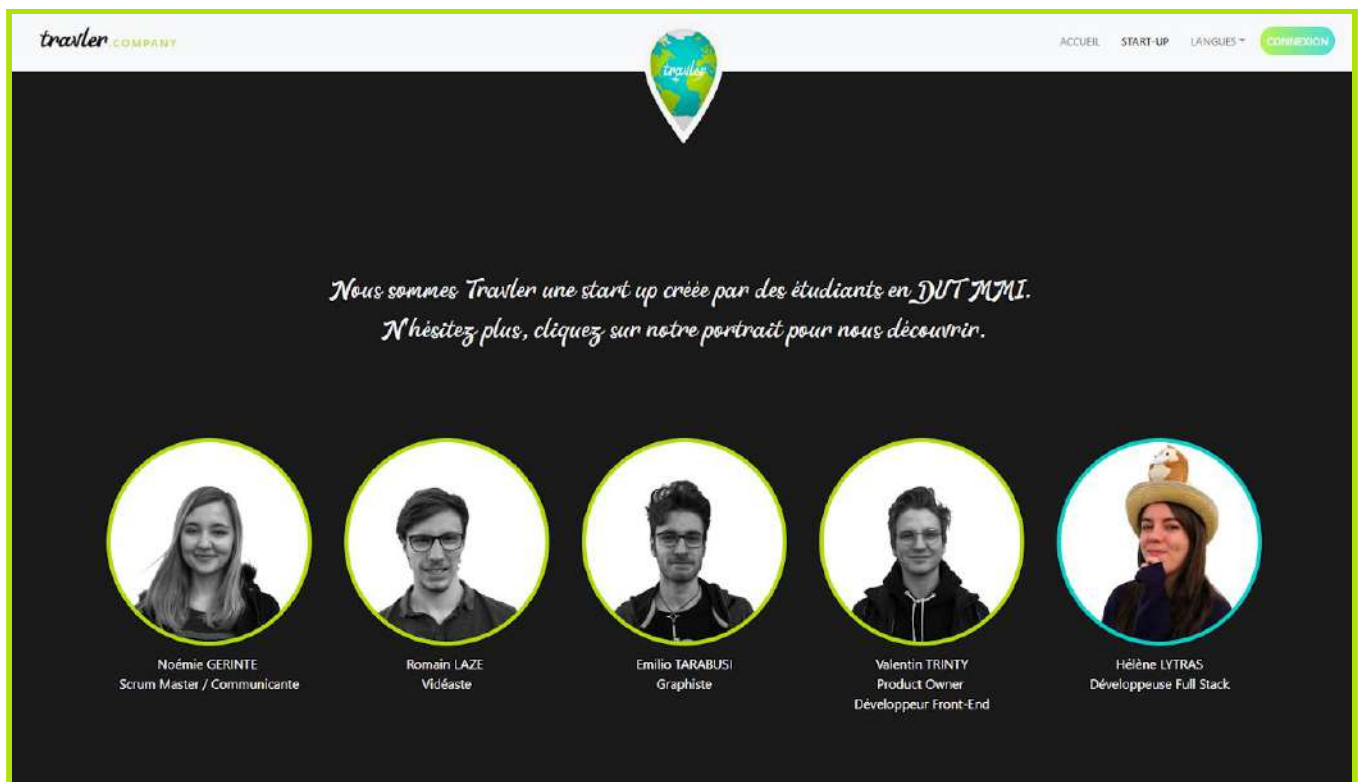 travler COMPANY
ACCUEIL START-UP LANGUES CONNEXION
travler
Nous sommes Travler une start up créée par des étudiants en DUT MMI.
N'hésitez plus, cliquez sur notre portrait pour nous découvrir.
Noémie GERINTE
Scrum Master / Communicante
Romain LAZE
Vidéaste
Emilio TARABUSI
Graphiste
Valentin TRINTY
Product Owner
Développeur Front-End
Hélène LYTRAS
Développeuse Full Stack